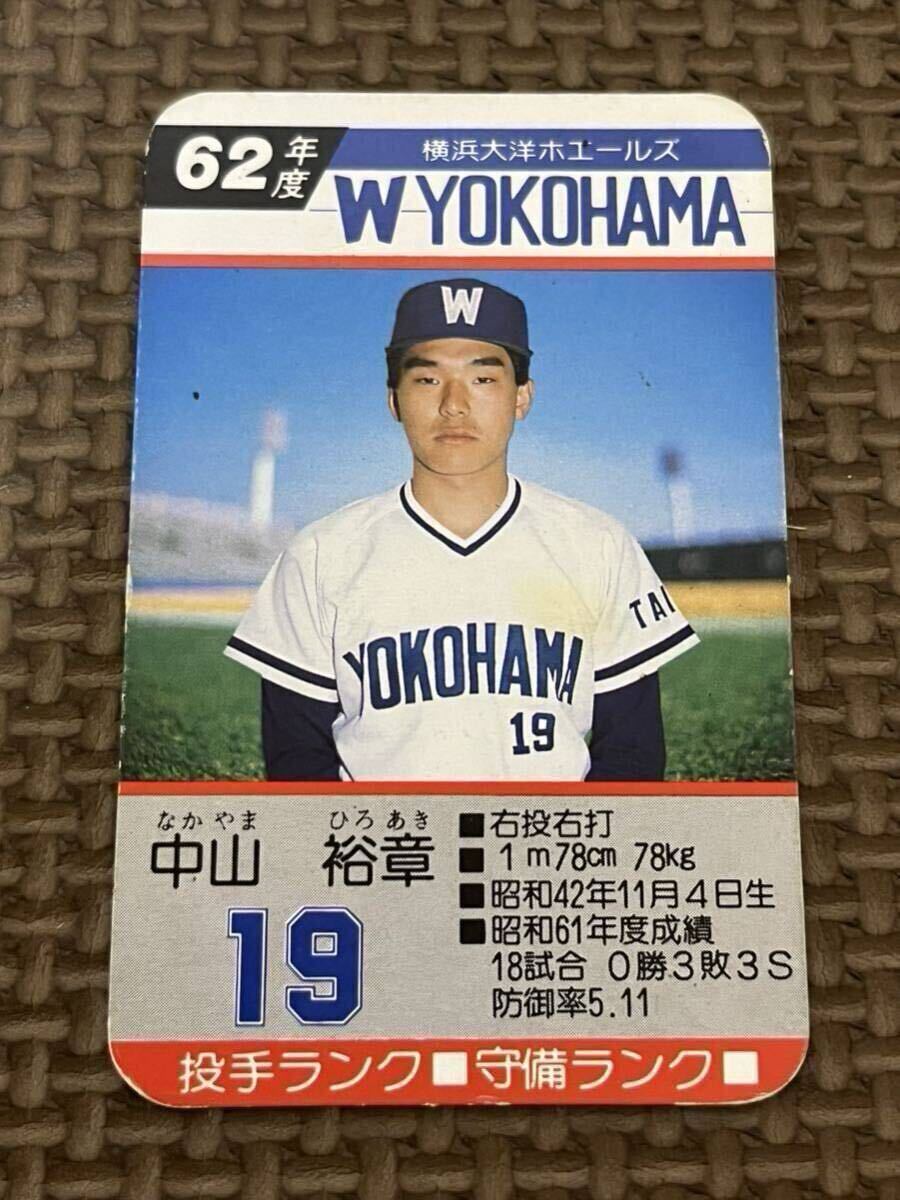 62年度
横浜大洋ホエールズ
W YOKOHAMA
W
TAI
YOKOHAMA
19
なかやま ひろあき
中山 裕章
19
■右投右打
■1m78cm 78kg
■昭和42年11月4日生
■昭和61年度成績
18試合 0勝3敗3S
防御率5.11
投手ランク□守備ランク□